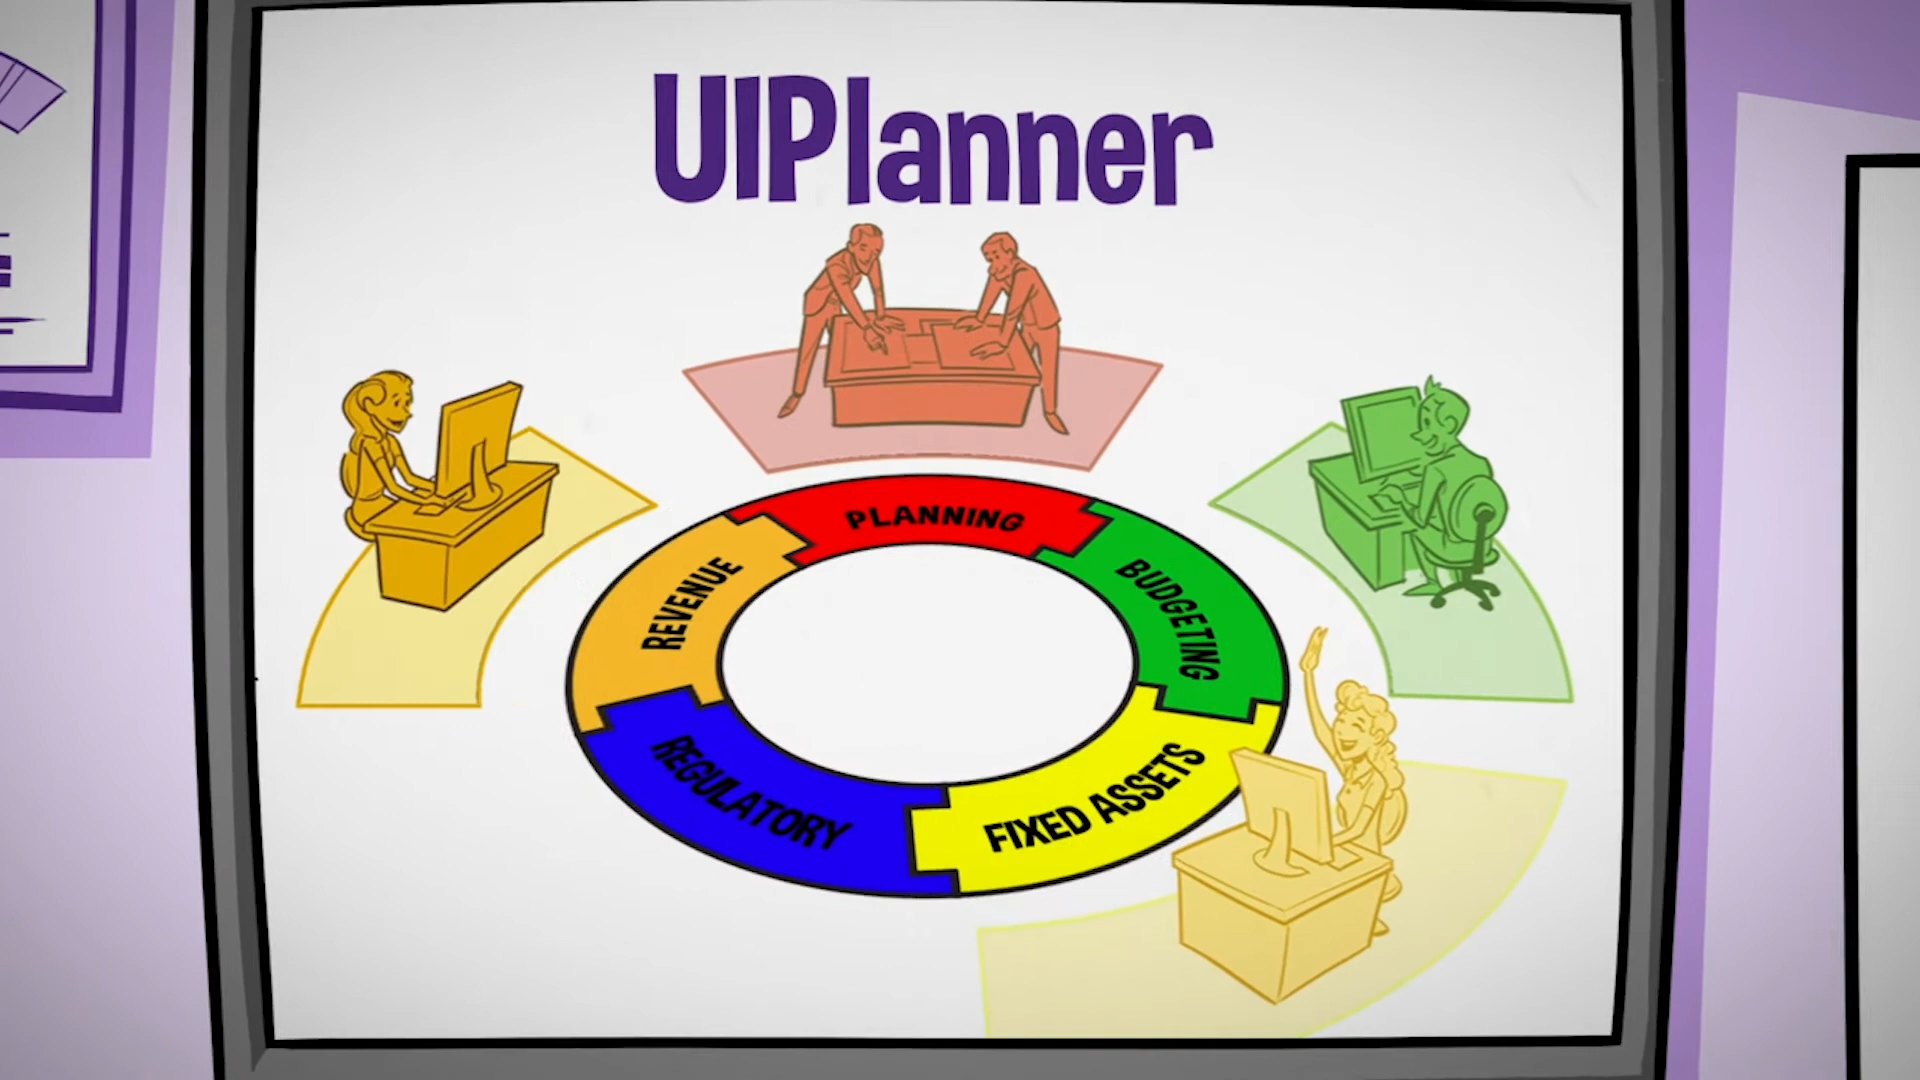 UIPlanner
PLANNING
REVENUE
BUDGETING
REGULATORY
FIXED ASSETS